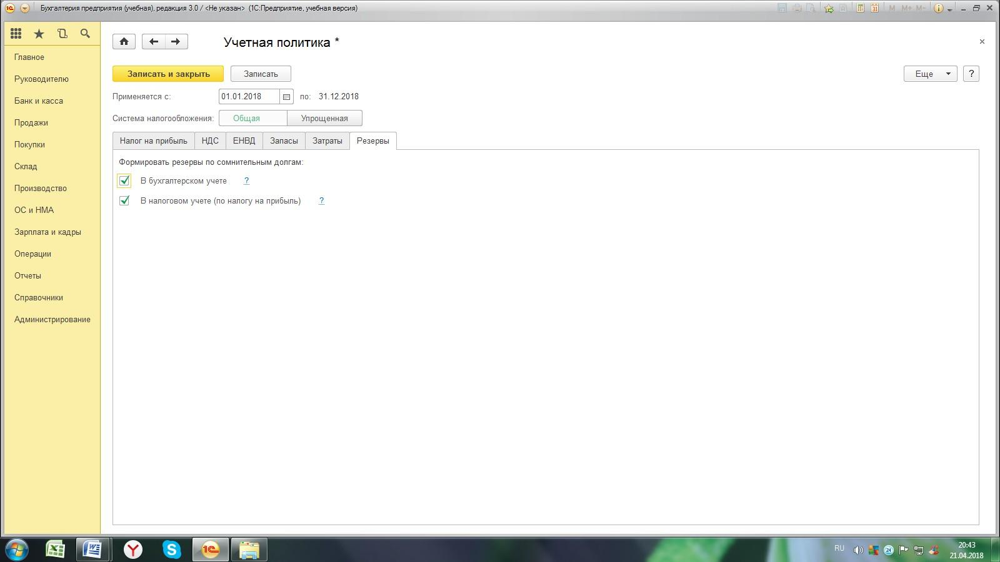 Бухгалтерия предприятия (учебная), редакция 3.0 / <Не указан> (1С:Предприятие, учебная версия)
M M+ M-
31
Учетная политика *
Записать и закрыть
Записать
Еще
?
Применяется с:
01.01.2018
по:
31.12.2018
Система налогообложения:
Общая
Упрощенная
Налог на прибыль
НДС
ЕНВД
Запасы
Затраты
Резервы
Формировать резервы по сомнительным долгам:
В бухгалтерском учете
?
В налоговом учете (по налогу на прибыль)
?
Главное
Руководителю
Банк и касса
Продажи
Покупки
Склад
Производство
ОС и НМА
Зарплата и кадры
Операции
Отчеты
Справочники
Администрирование
RU
24
20:43
21.04.2018